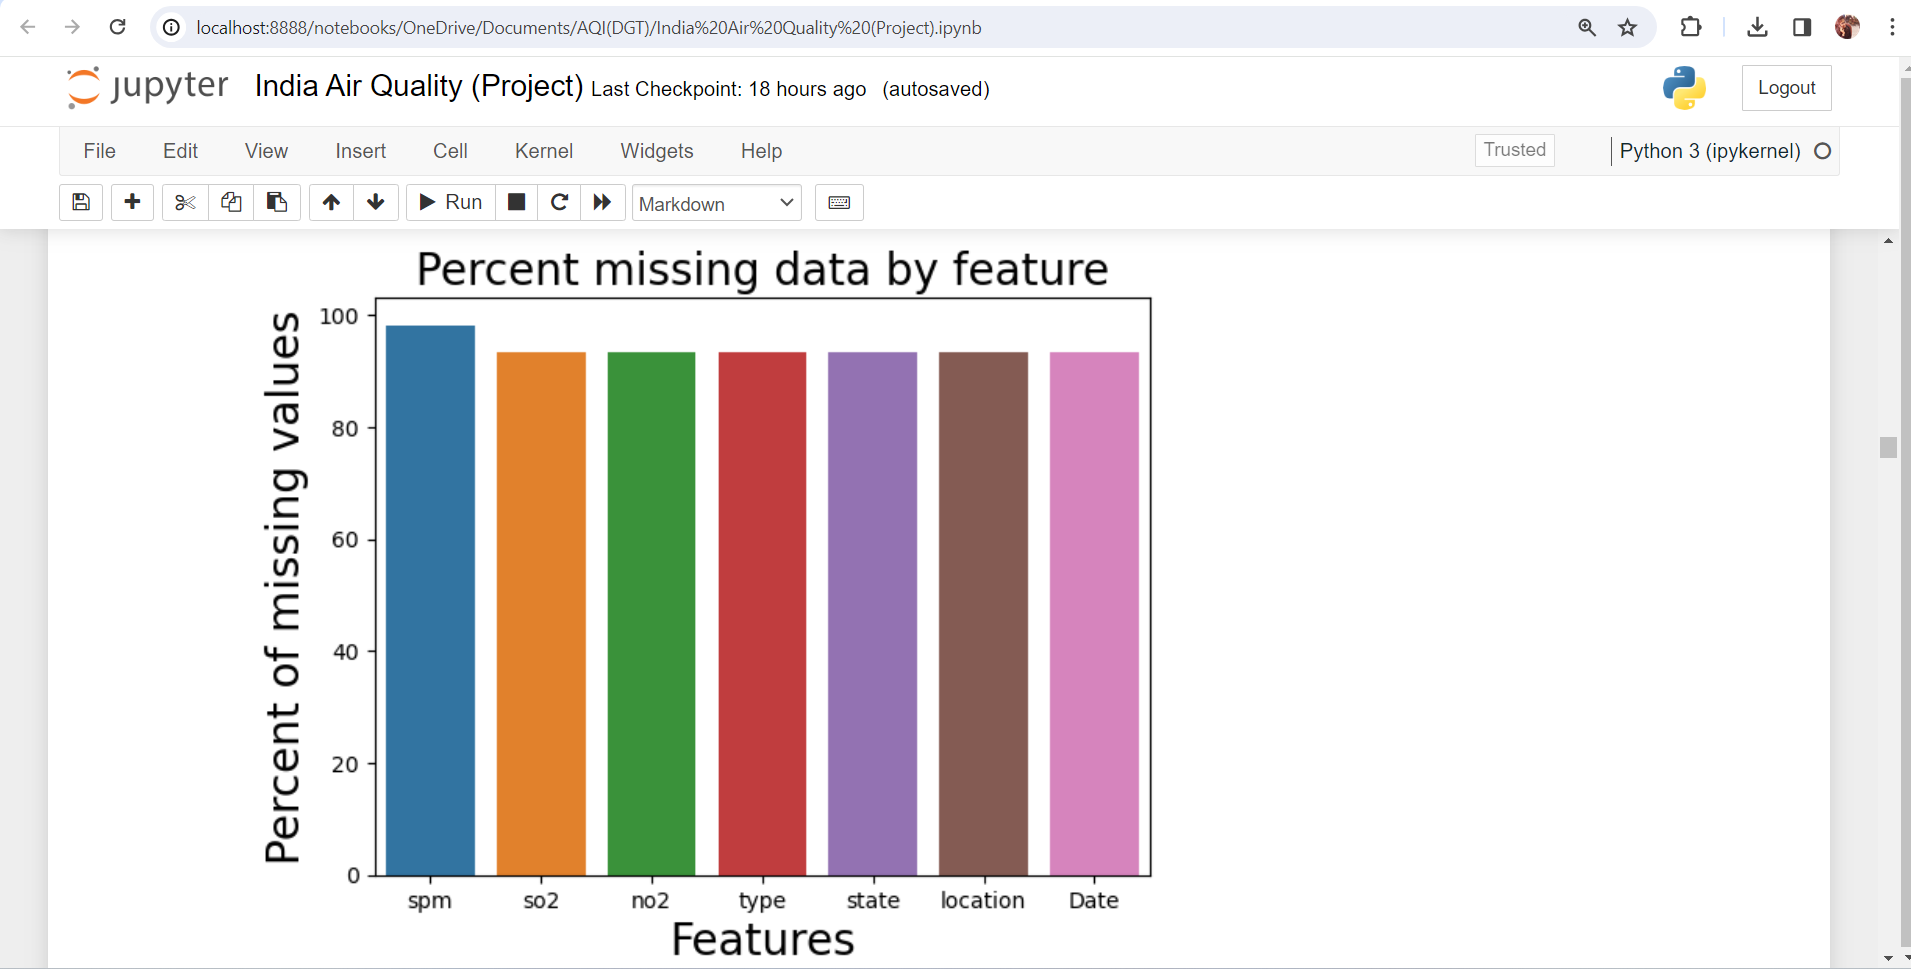 localhost:8888/notebooks/OneDrive/Documents/AQI(DGT)/India%20Air%20Quality%20(Project).ipynb
jupyter India Air Quality (Project) Last Checkpoint: 18 hours ago (autosaved)
Logout
File Edit View Insert Cell Kernel Widgets Help
Trusted
Python 3 (ipykernel)
Run
Markdown
Percent missing data by feature
Percent of missing values
100
80
60
40
20
0
spm so2 no2 type state location Date
Features